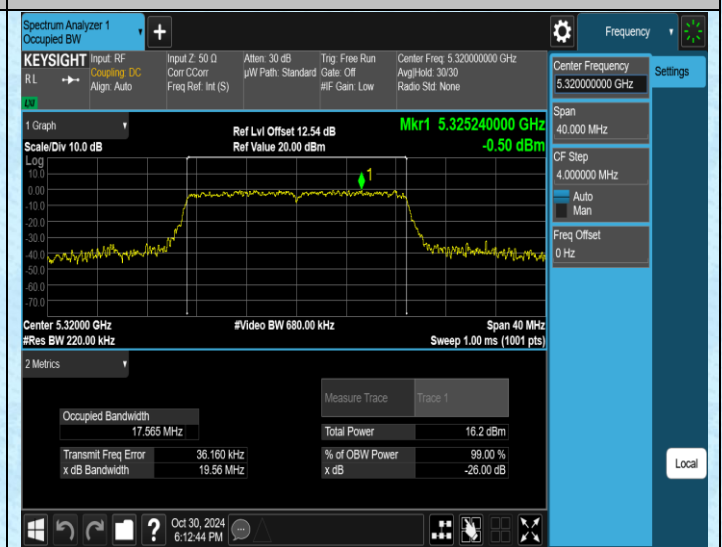 Spectrum Analyzer 1
Occupied BW
Frequency
KEYSIGHT Input: RF Input Z: 50 Ω Atten: 30 dB Trig: Free Run Center Freq: 5.320000000 GHz
RL Coupling: DC Corr CCorr µW Path: Standard Gate: Off Avg|Hold: 30/30
Align: Auto Freq Ref: Int (S) #IF Gain: Low Radio Std: None
LXI
Center Frequency
5.320000000 GHz
Settings
Span
40.000 MHz
CF Step
4.000000 MHz
Auto
Man
Freq Offset
0 Hz
1 Graph
Scale/Div 10.0 dB
Ref Lvl Offset 12.54 dB
Ref Value 20.00 dBm
Mkr1 5.325240000 GHz
-0.50 dBm
Log
10.0
0.00
-10.0
-20.0
-30.0
-40.0
-50.0
-60.0
-70.0
1
Center 5.32000 GHz #Video BW 680.00 kHz Span 40 MHz
#Res BW 220.00 kHz Sweep 1.00 ms (1001 pts)
2 Metrics
Measure Trace Trace 1
Occupied Bandwidth
17.565 MHz
Total Power 16.2 dBm
Transmit Freq Error 36.160 kHz % of OBW Power 99.00 %
x dB Bandwidth 19.56 MHz x dB -26.00 dB
Local
?
Oct 30, 2024
6:12:44 PM